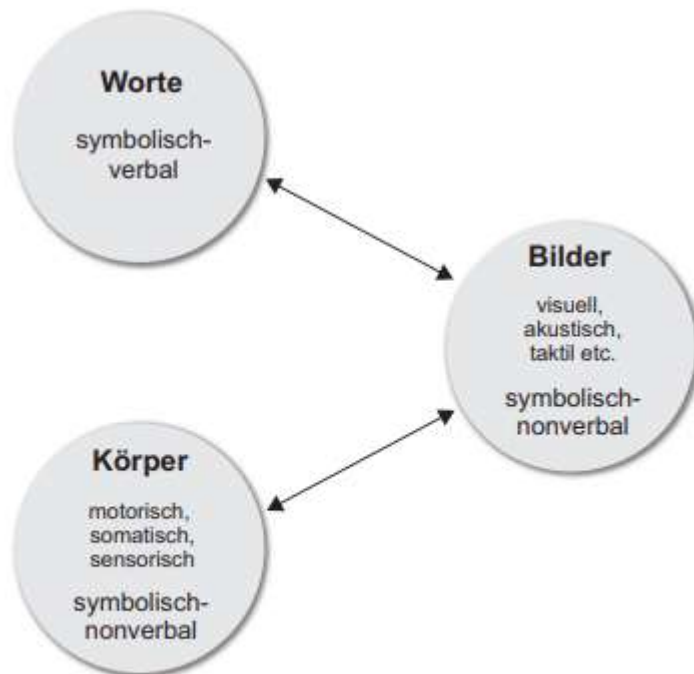 Worte
symbolisch-
verbal
Bilder
visuell,
akustisch,
taktil etc.
symbolisch-
nonverbal
Körper
motorisch,
somatisch,
sensorisch
symbolisch-
nonverbal